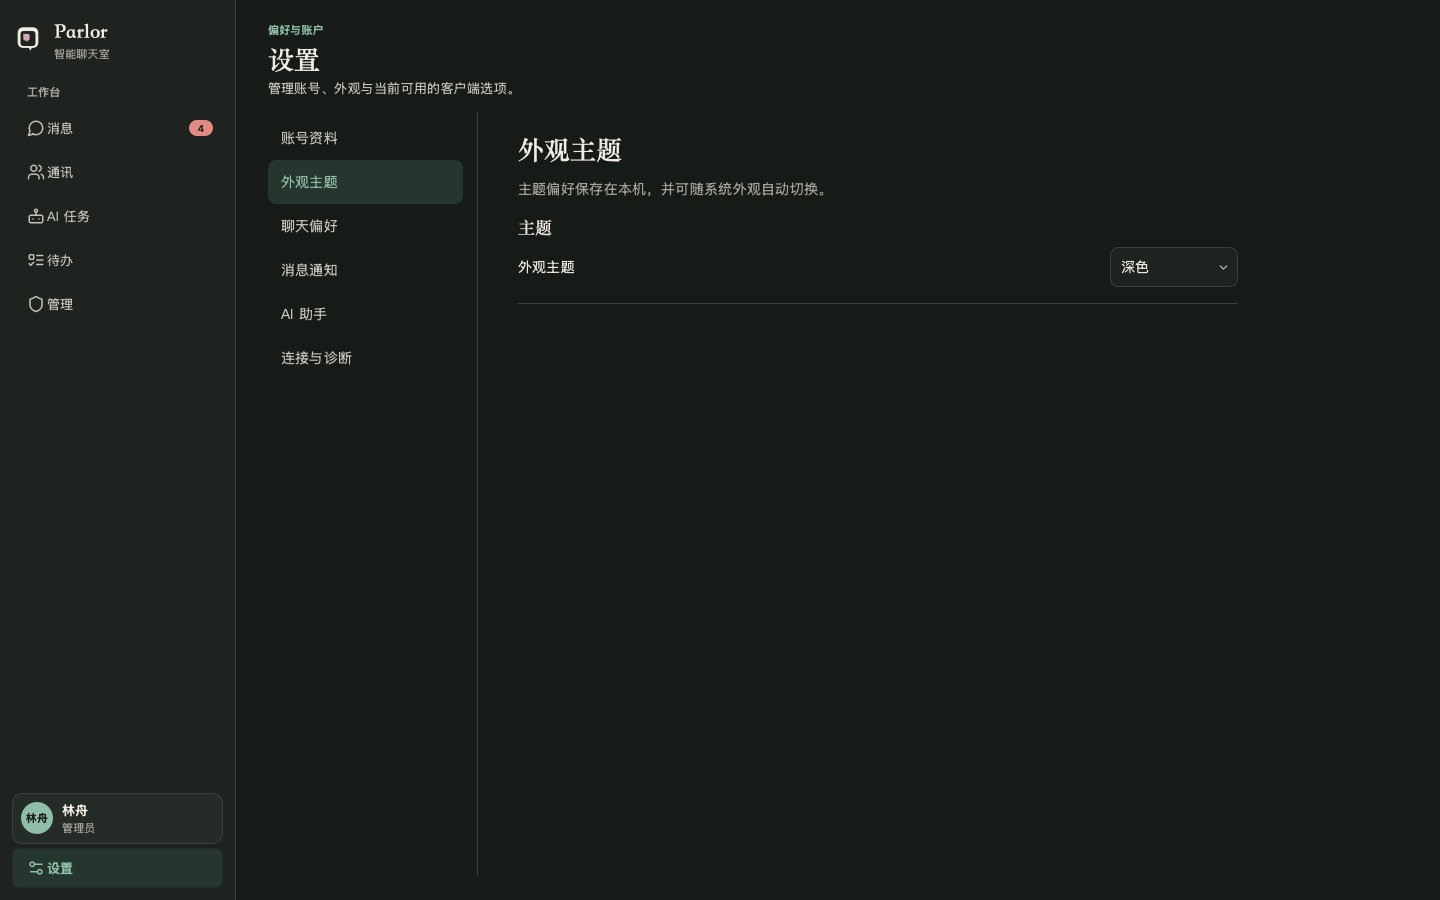 Parlor
智能聊天室
工作台
消息
4
通讯
AI 任务
待办
管理
林舟
林舟
管理员
设置
偏好与账户
设置
管理账号、外观与当前可用的客户端选项。
账号资料
外观主题
聊天偏好
消息通知
AI 助手
连接与诊断
外观主题
主题偏好保存在本机，并可随系统外观自动切换。
主题
外观主题
深色